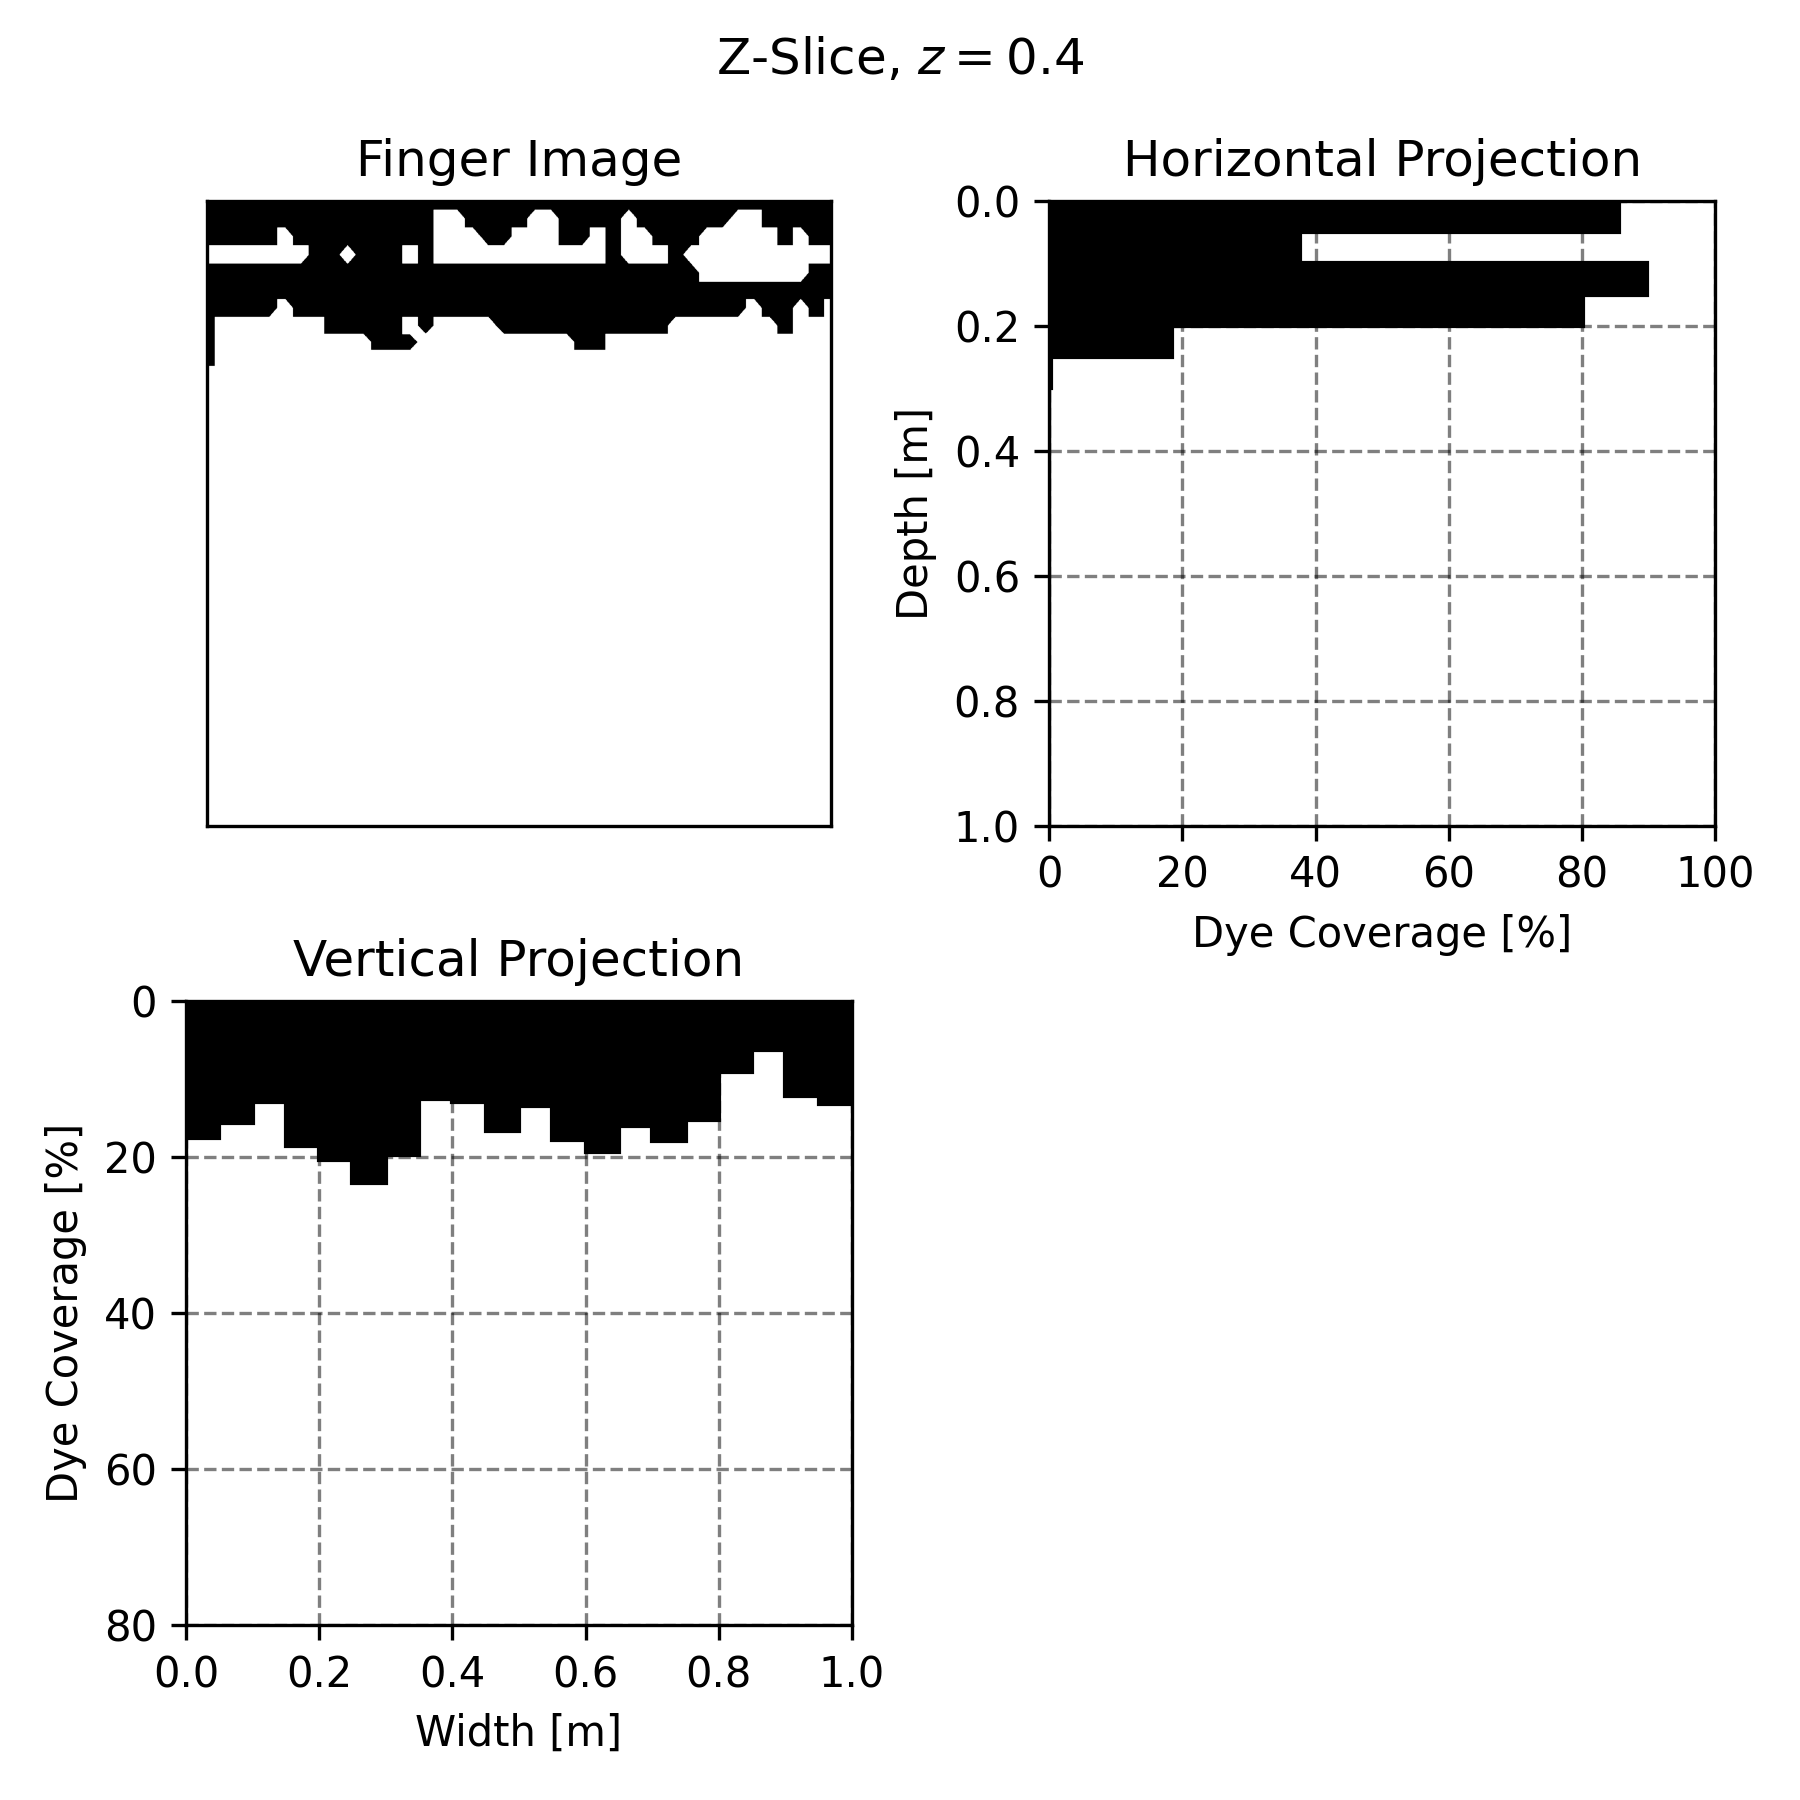 Z-Slice, z = 0.4
Finger Image
Horizontal Projection
0.0
0.2
0.4
0.6
0.8
1.0
Depth [m]
0 20 40 60 80 100
Dye Coverage [%]
Vertical Projection
0
20
40
60
80
Dye Coverage [%]
0.0 0.2 0.4 0.6 0.8 1.0
Width [m]